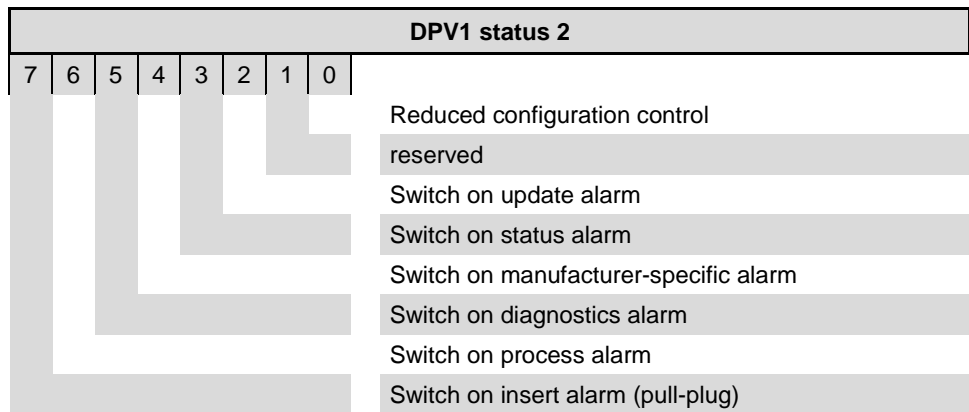 DPV1 status 2
7 6 5 4 3 2 1 0
Reduced configuration control
reserved
Switch on update alarm
Switch on status alarm
Switch on manufacturer-specific alarm
Switch on diagnostics alarm
Switch on process alarm
Switch on insert alarm (pull-plug)